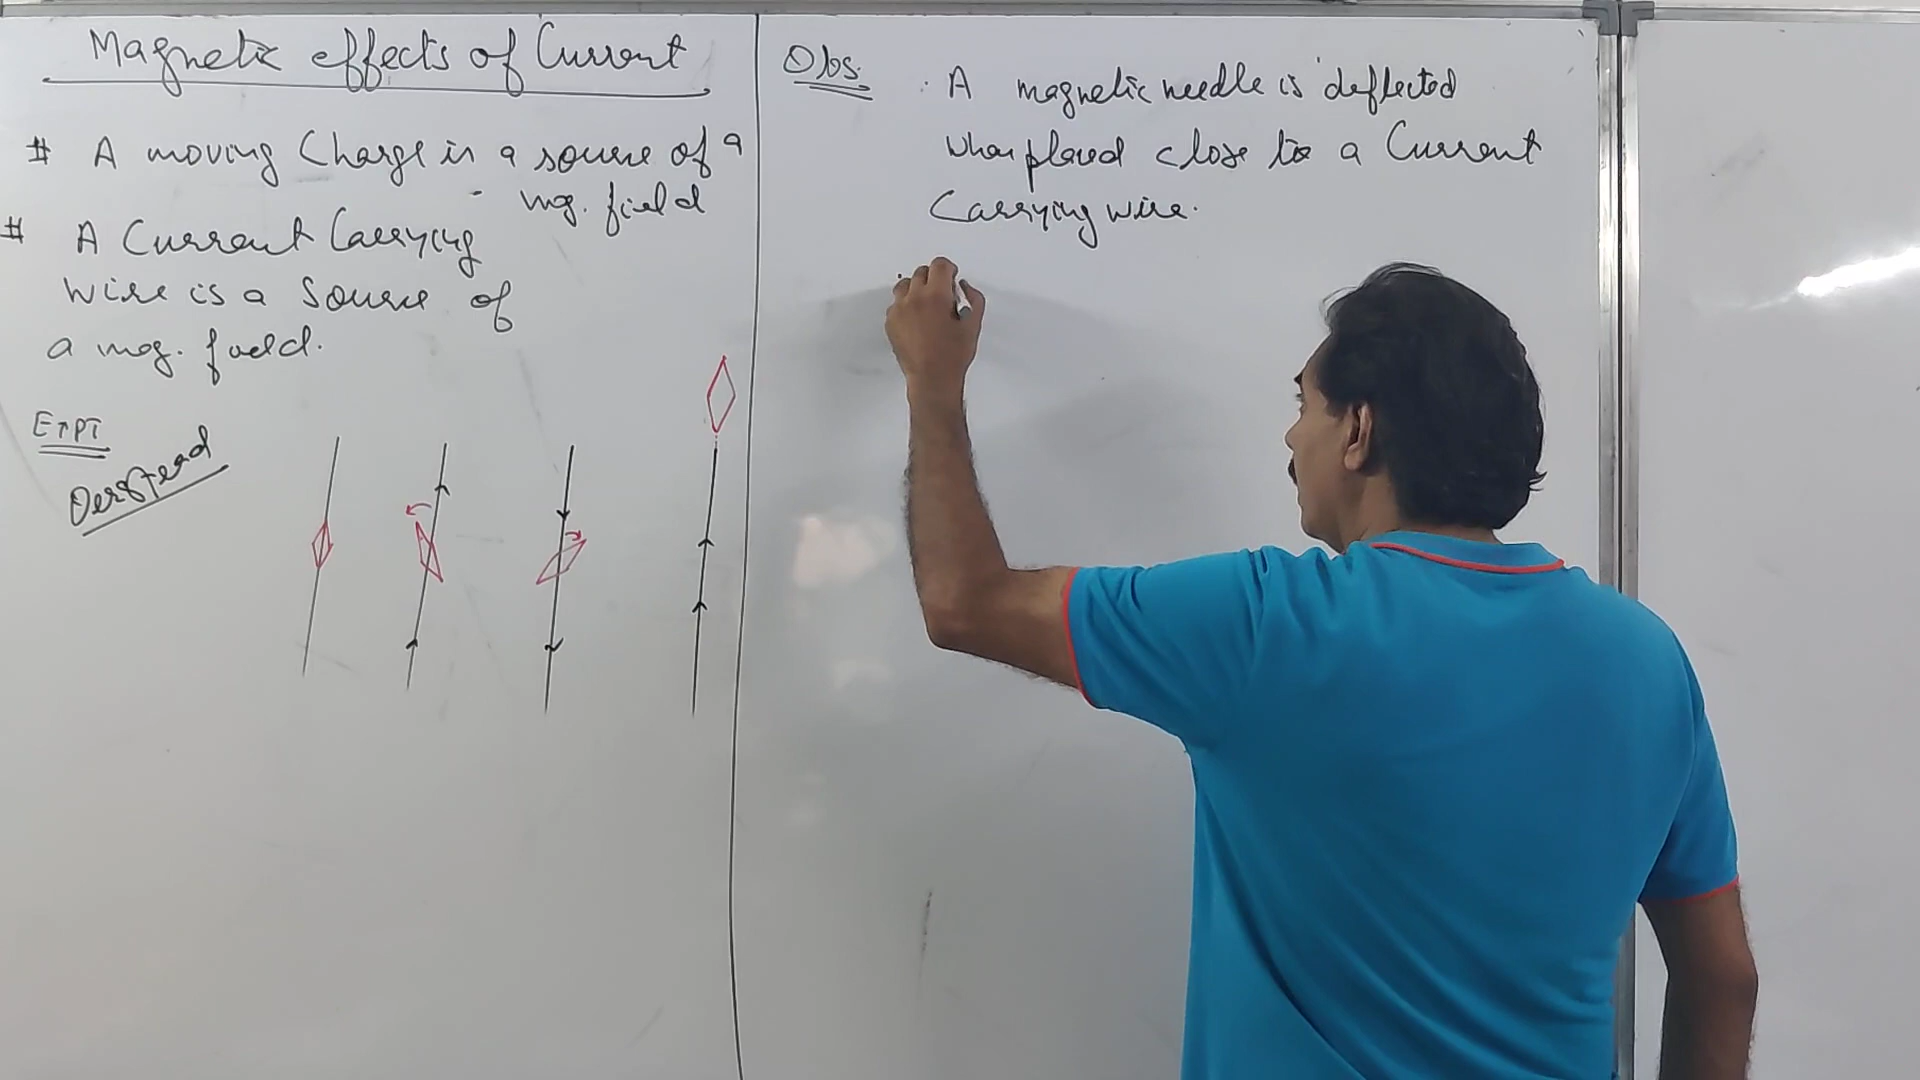 Magnetic effects of Current
# A moving Charge is a source of a
mg. field
# A Current Carrying
wire is a Source of
a mg. field.
EXPT
Oersterd
Obs. A magnetic needle is deflected
when placed close to a Current
Carrying wire.